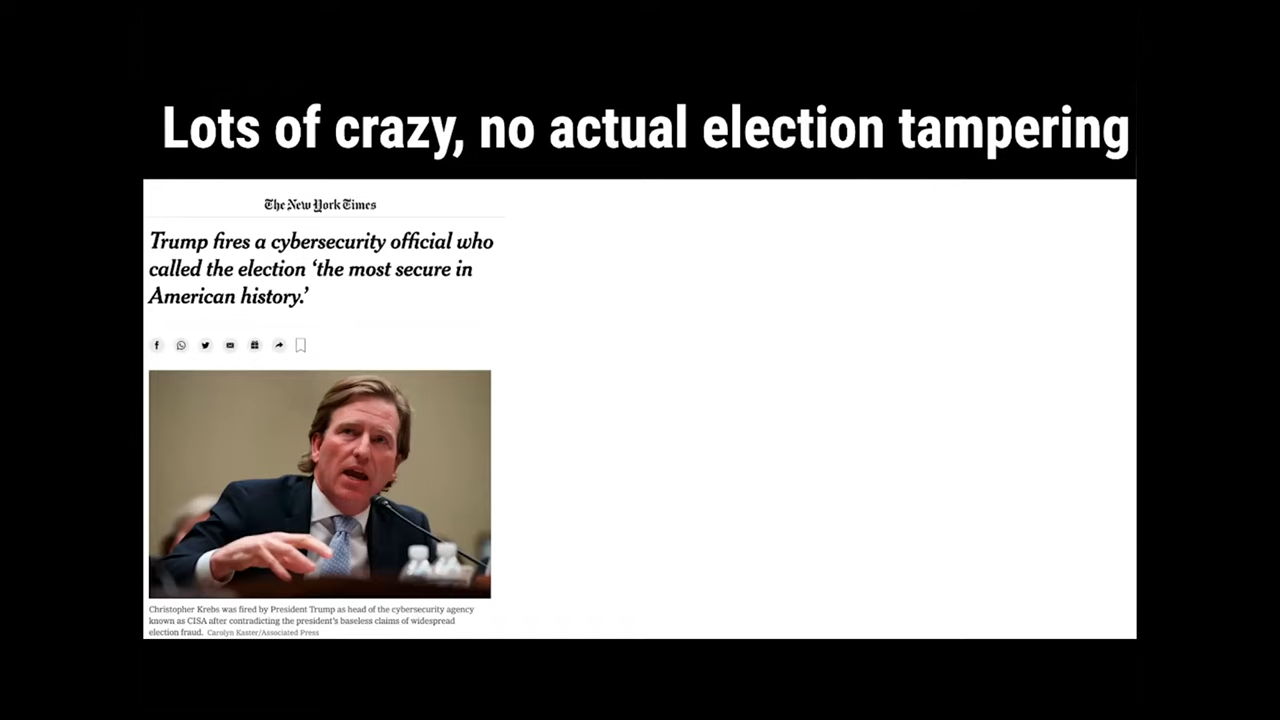 Lots of crazy, no actual election tampering
The New York Times
Trump fires a cybersecurity official who
called the election ‘the most secure in
American history.’
Christopher Krebs was fired by President Trump as head of the cybersecurity agency
known as CISA after contradicting the president's baseless claims of widespread
election fraud. Carolyn Kaster/Associated Press